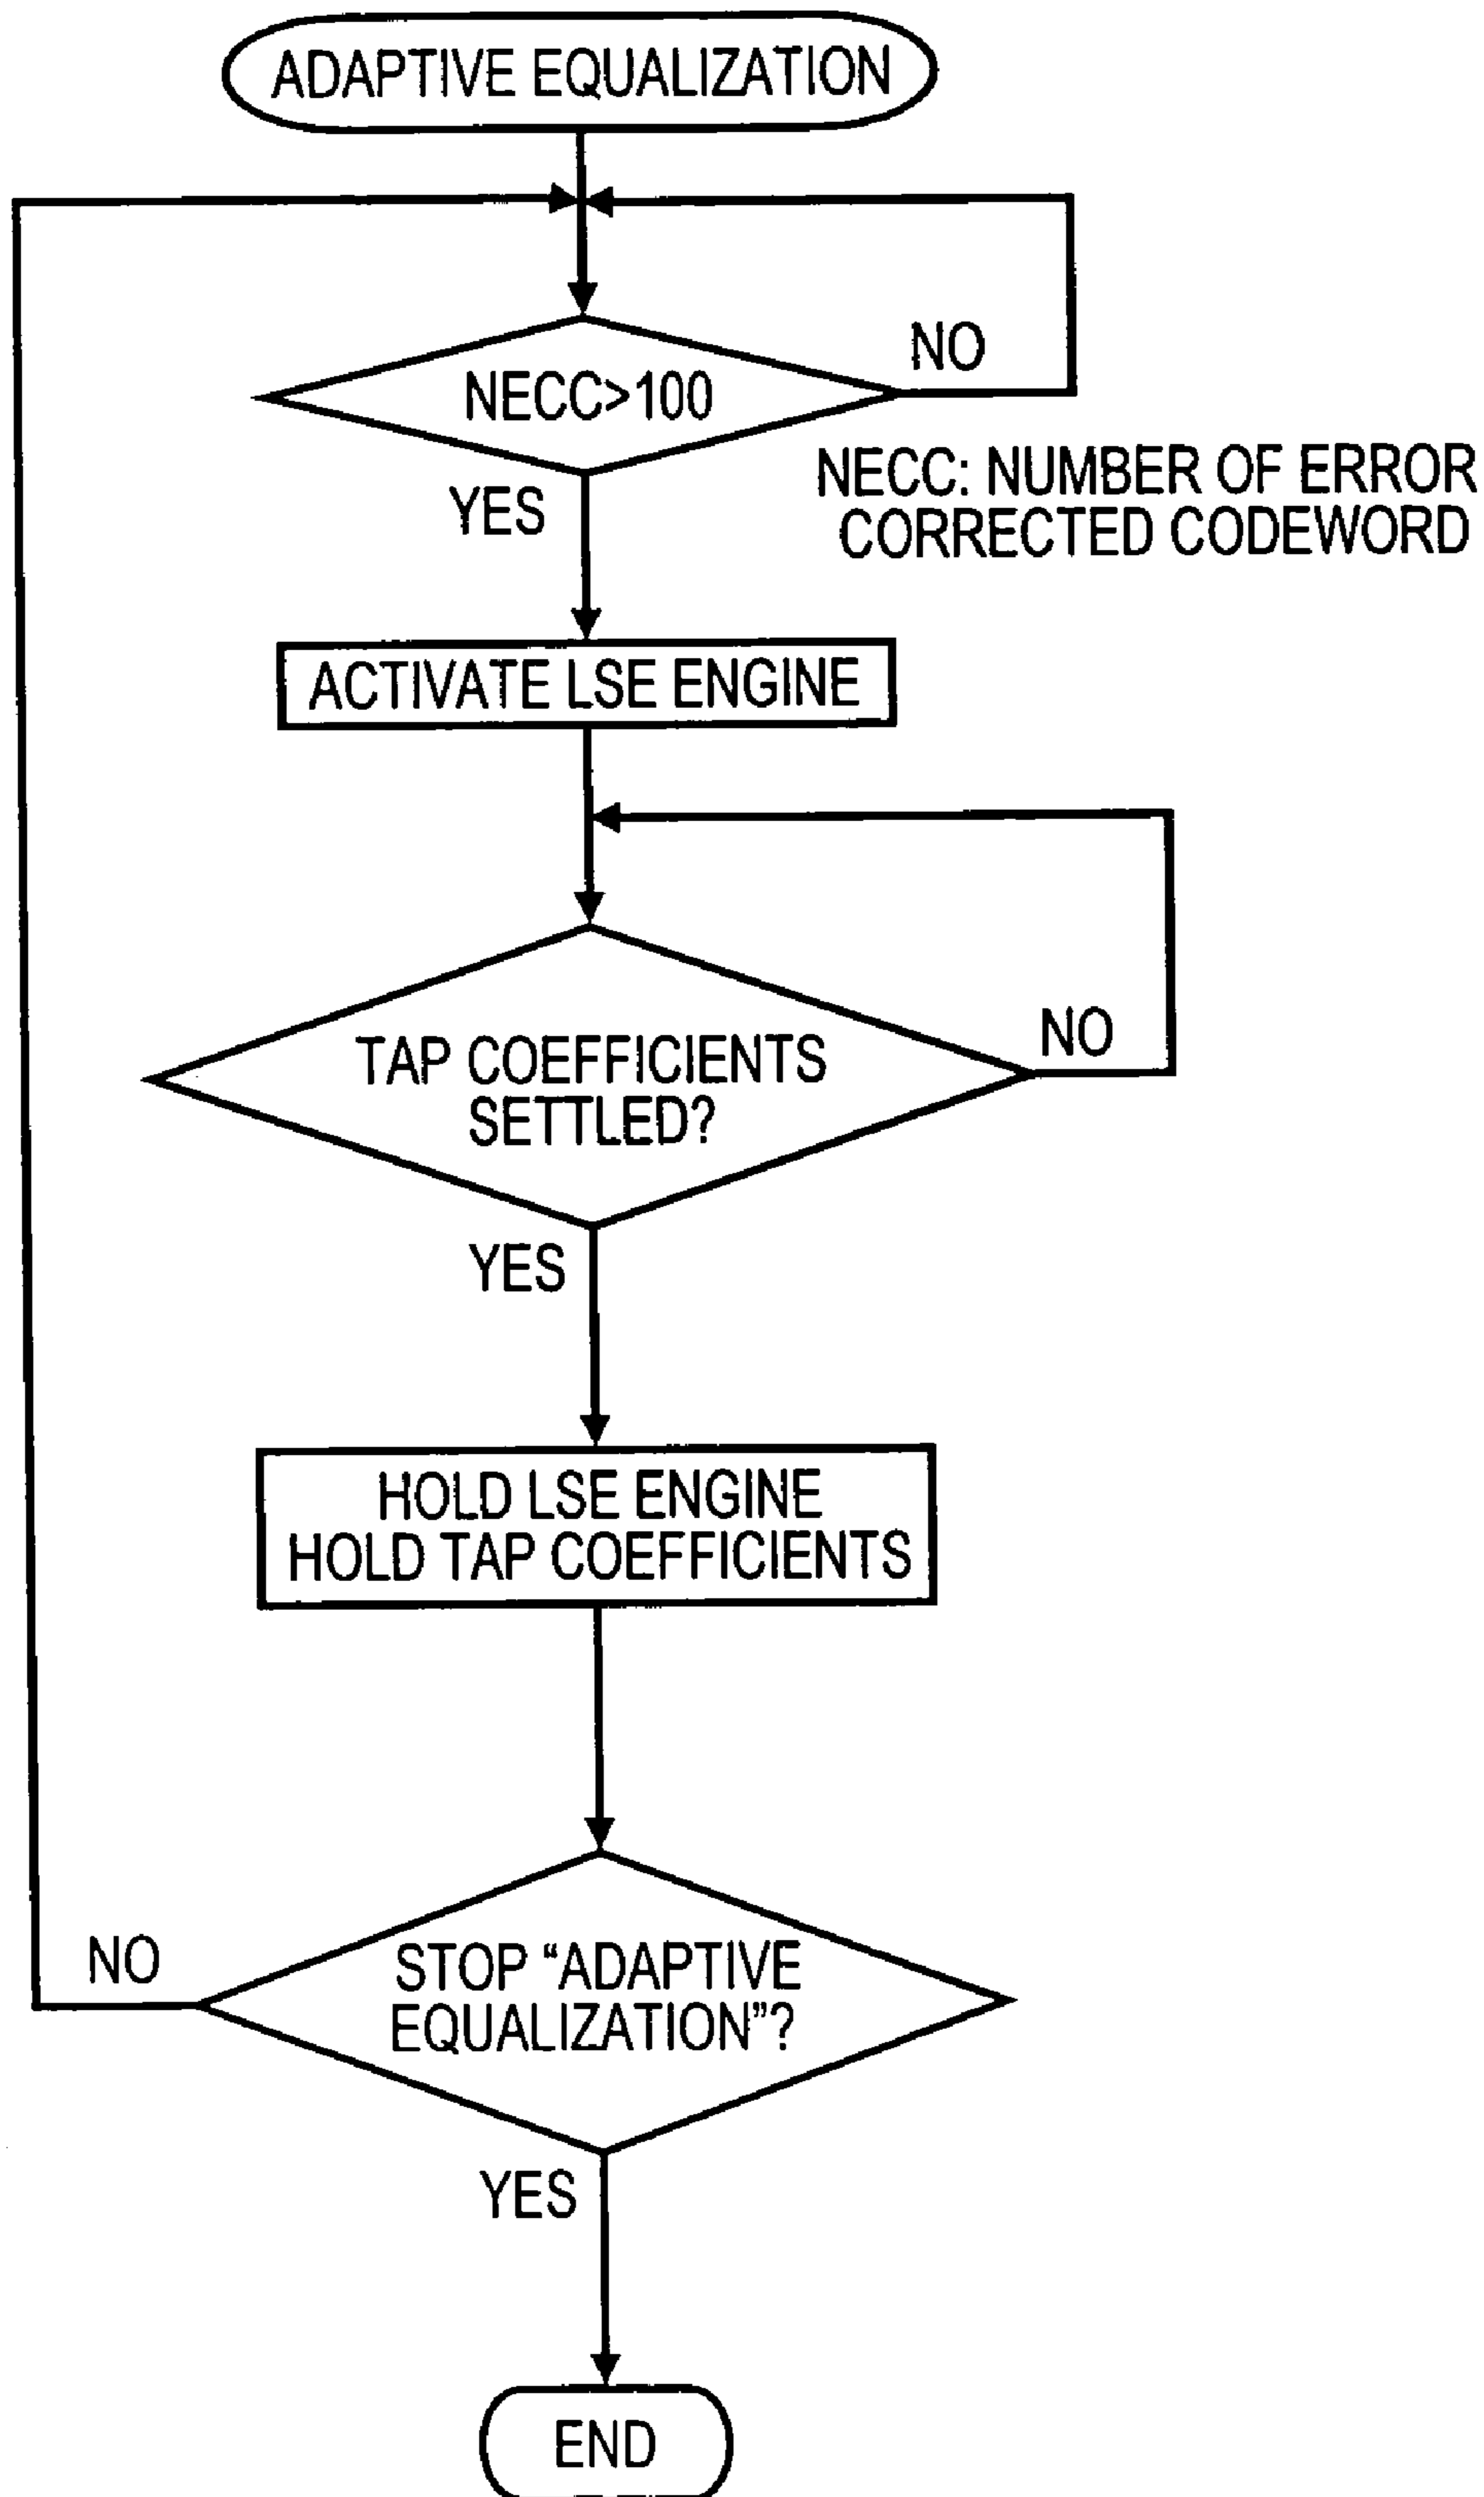 ADAPTIVE EQUALIZATION
NO
NECC>100
NECC: NUMBER OF ERROR
CORRECTED CODEWORD
YES
ACTIVATE LSE ENGINE
NO
TAP COEFFICIENTS
SETTLED?
YES
HOLD LSE ENGINE
HOLD TAP COEFFICIENTS
NO
STOP “ADAPTIVE
EQUALIZATION”?
YES
END